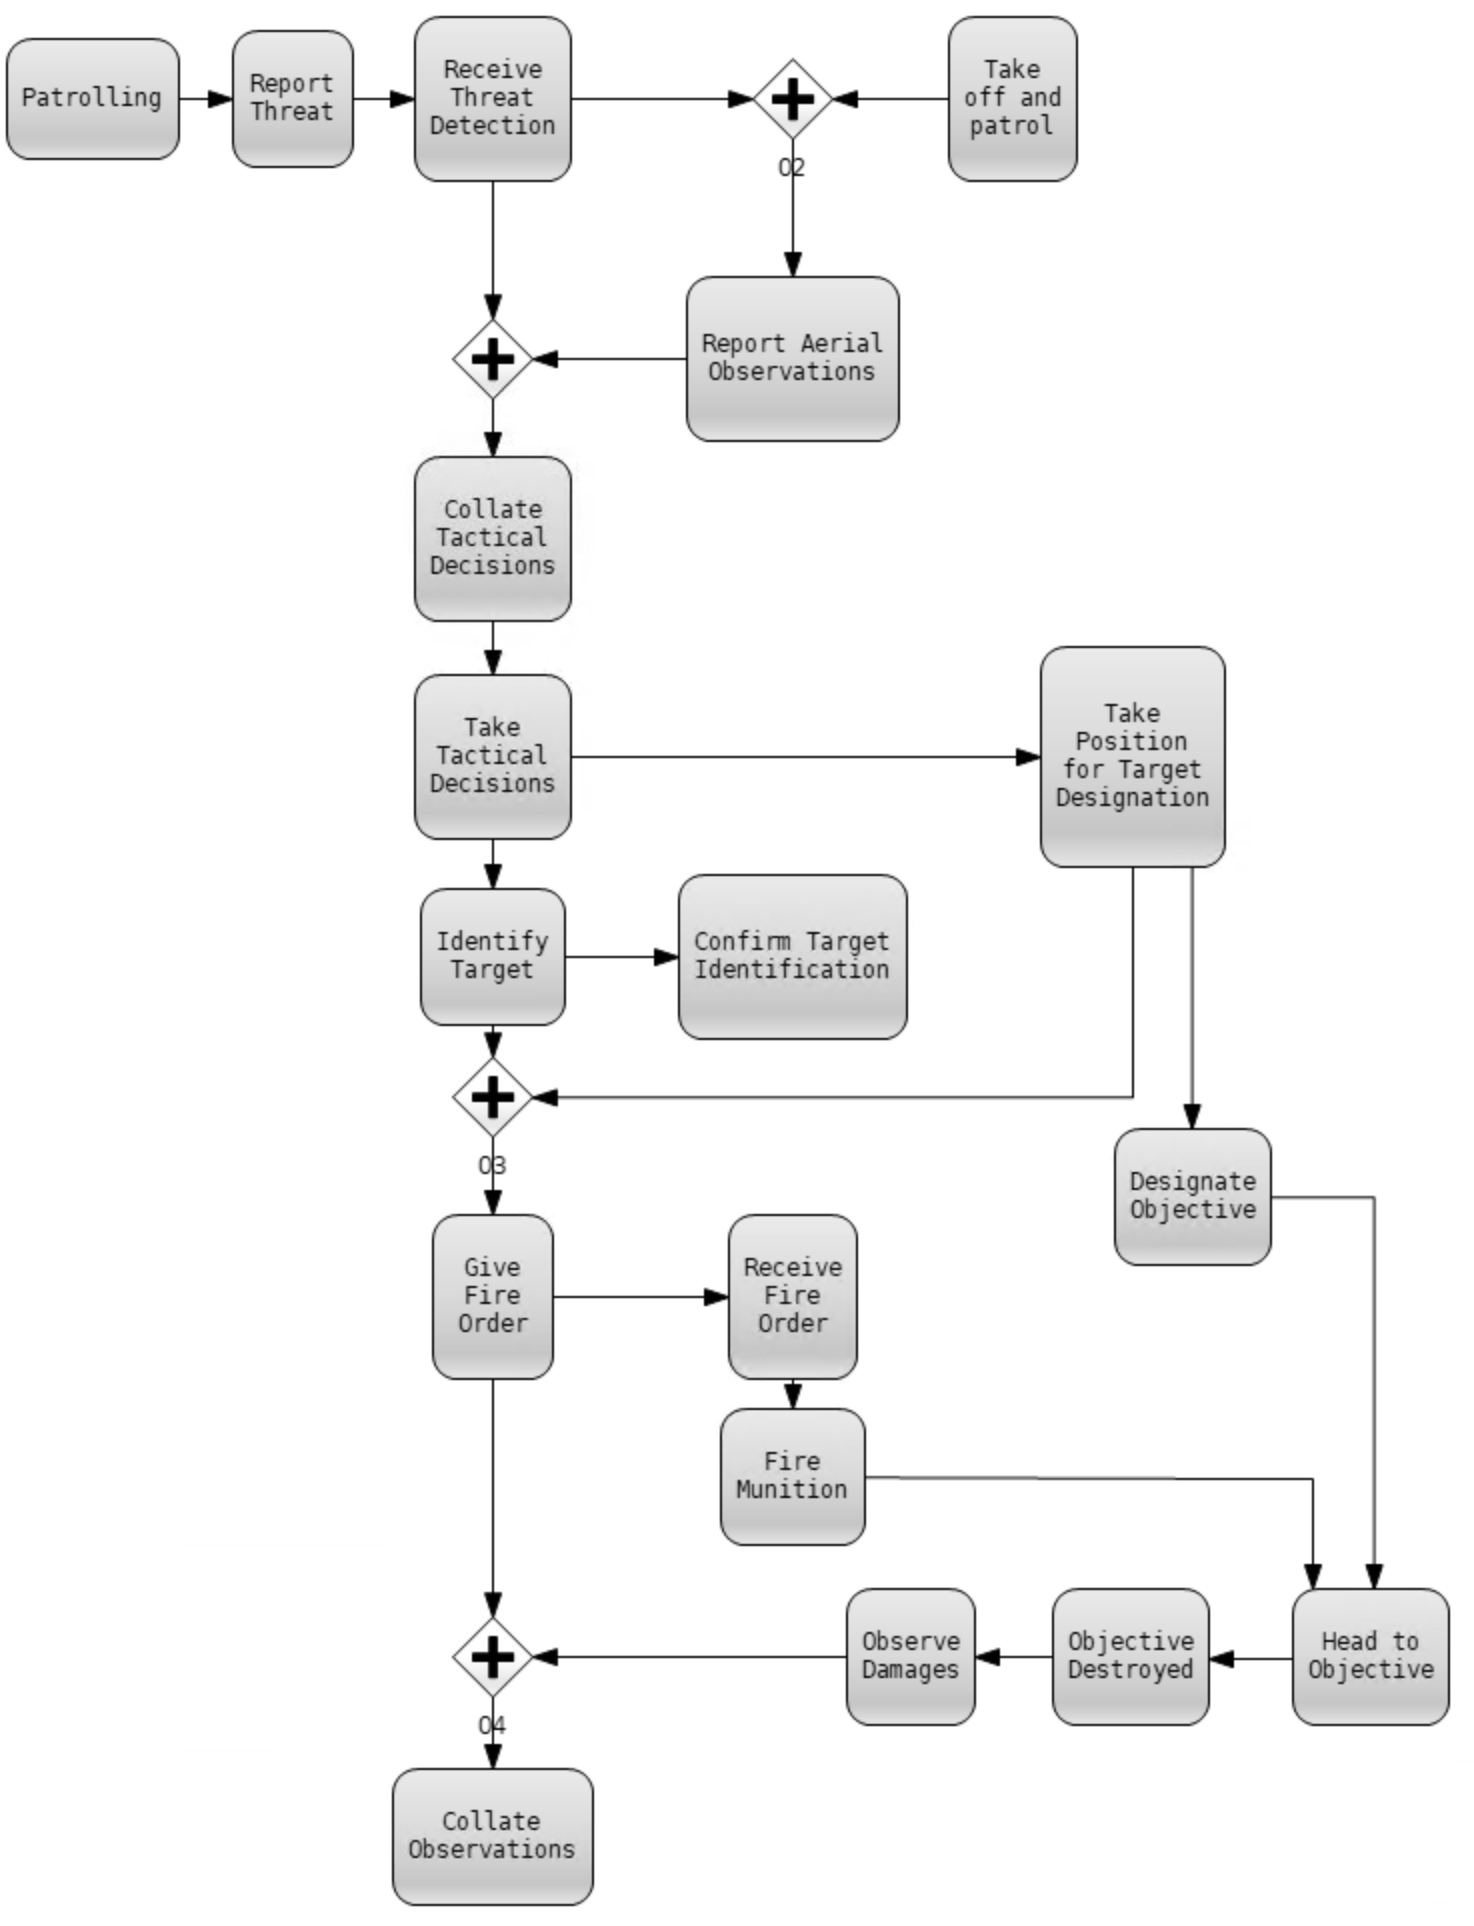 Patrolling
Report
Threat
Receive
Threat
Detection
Take
off and
patrol
02
Report Aerial
Observations
Collate
Tactical
Decisions
Take
Tactical
Decisions
Take
Position
for Target
Designation
Identify
Target
Confirm Target
Identification
03
Designate
Objective
Give
Fire
Order
Receive
Fire
Order
Fire
Munition
Observe
Damages
Objective
Destroyed
Head to
Objective
04
Collate
Observations